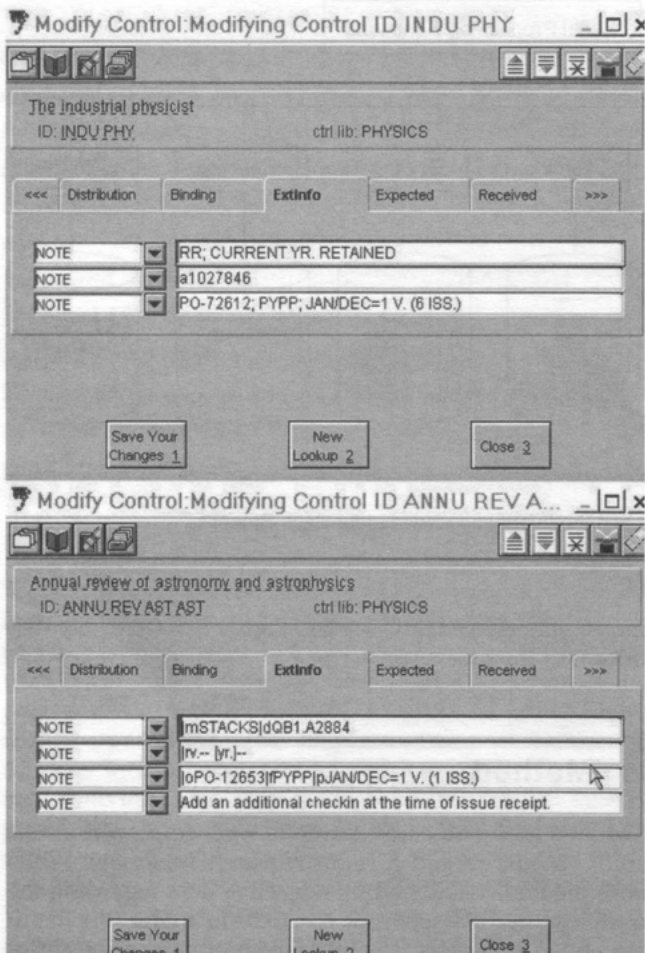 Modify Control:Modifying Control ID INDU PHY
The industrial physicist
ID: INDU PHY ctrl lib: PHYSICS
<<< Distribution Binding ExtInfo Expected Received >>>
NOTE RR; CURRENT YR. RETAINED
NOTE a1027846
NOTE PO-72612; PYPP; JAN/DEC=1 V. (6 ISS.)
Save Your New
Changes 1 Lookup 2 Close 3
Modify Control:Modifying Control ID ANNU REV A...
Annual review of astronomy and astrophysics
ID: ANNU REV AST AST ctrl lib: PHYSICS
<<< Distribution Binding ExtInfo Expected Received >>>
NOTE |mSTACKS|dQB1.A2884
NOTE |rv.-- [yr.]--
NOTE |oPO-12653|fPYPP|pJAN/DEC=1 V. (1 ISS.)
NOTE Add an additional checkin at the time of issue receipt.
Save Your New
Changes 1 Lookup 2 Close 3